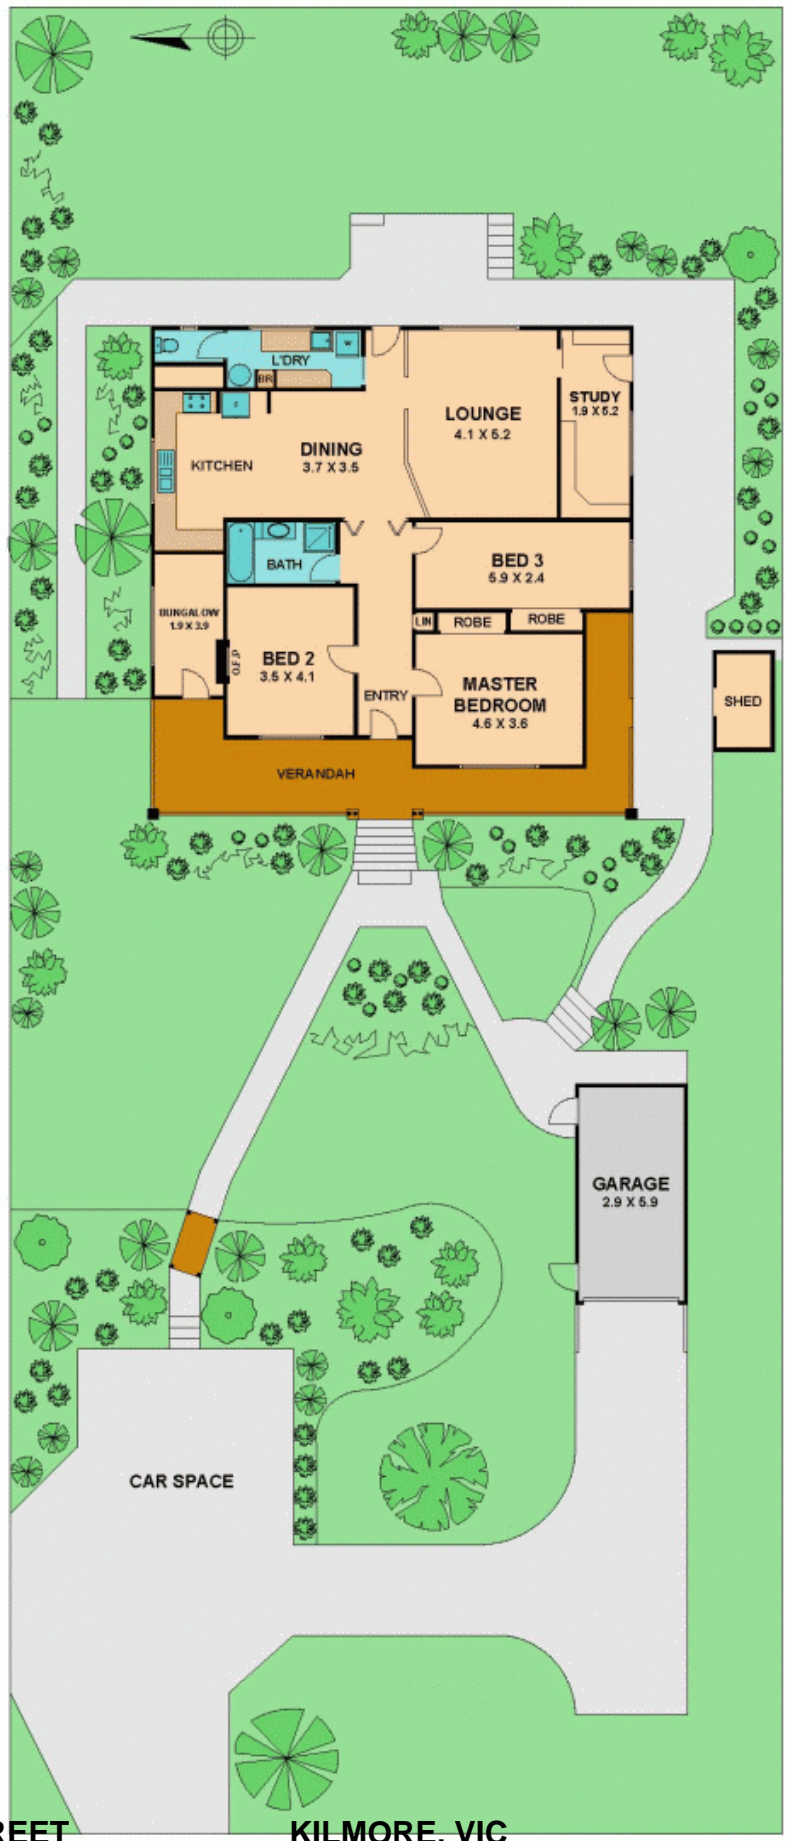 L'DRY
W
BR
F
LOUNGE
4.1 X 5.2
STUDY
1.9 X 5.2
DINING
3.7 X 3.5
KITCHEN
BATH
BED 3
5.9 X 2.4
BUNGALOW
1.9 X 3.9
O.F.P
BED 2
3.5 X 4.1
LIN
ROBE
ROBE
ENTRY
MASTER
BEDROOM
4.6 X 3.6
SHED
VERANDAH
GARAGE
2.9 X 5.9
CAR SPACE
REET
KILMORE, VIC